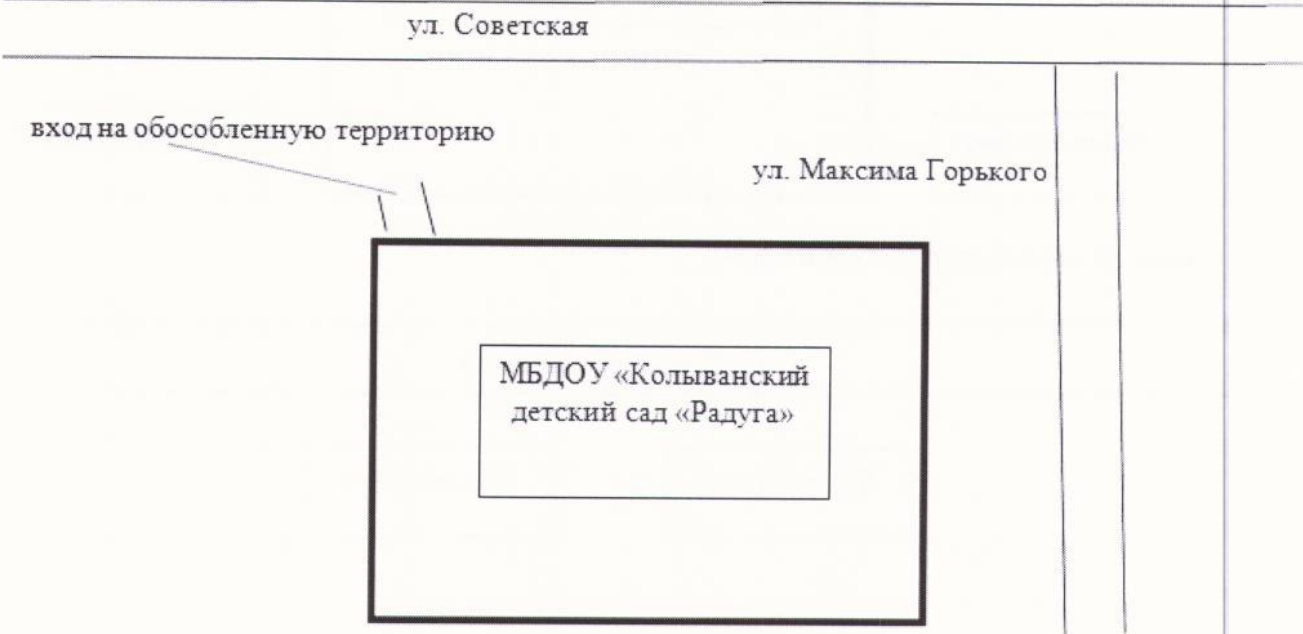 ул. Советская
вход на обособленную территорию
ул. Максима Горького
МБДОУ «Колыванский
детский сад «Радуга»